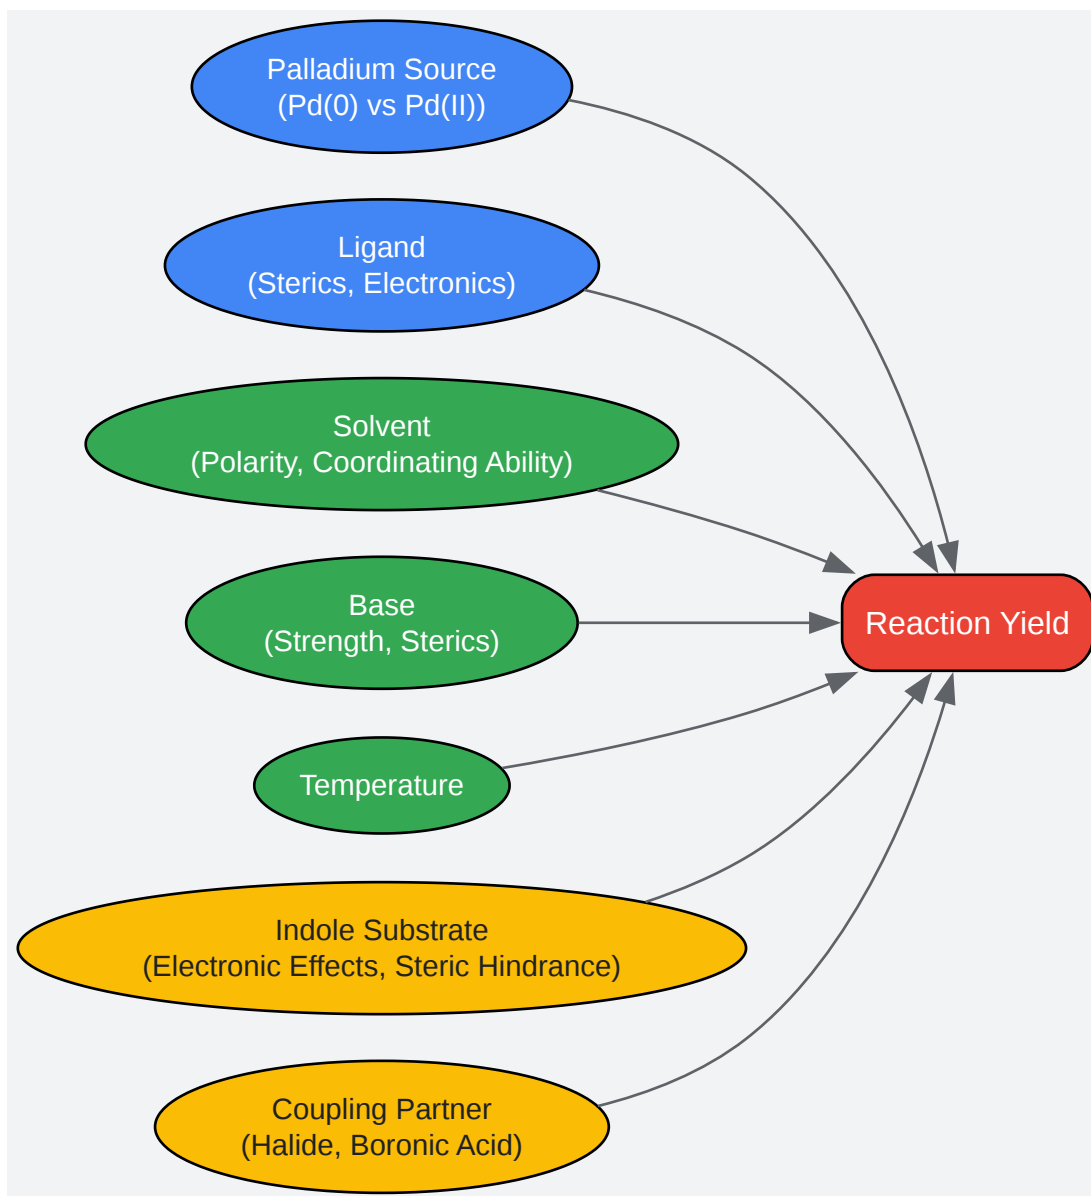 Palladium Source
(Pd(0) vs Pd(II))
Ligand
(Sterics, Electronics)
Solvent
(Polarity, Coordinating Ability)
Base
(Strength, Sterics)
Reaction Yield
Temperature
Indole Substrate
(Electronic Effects, Steric Hindrance)
Coupling Partner
(Halide, Boronic Acid)